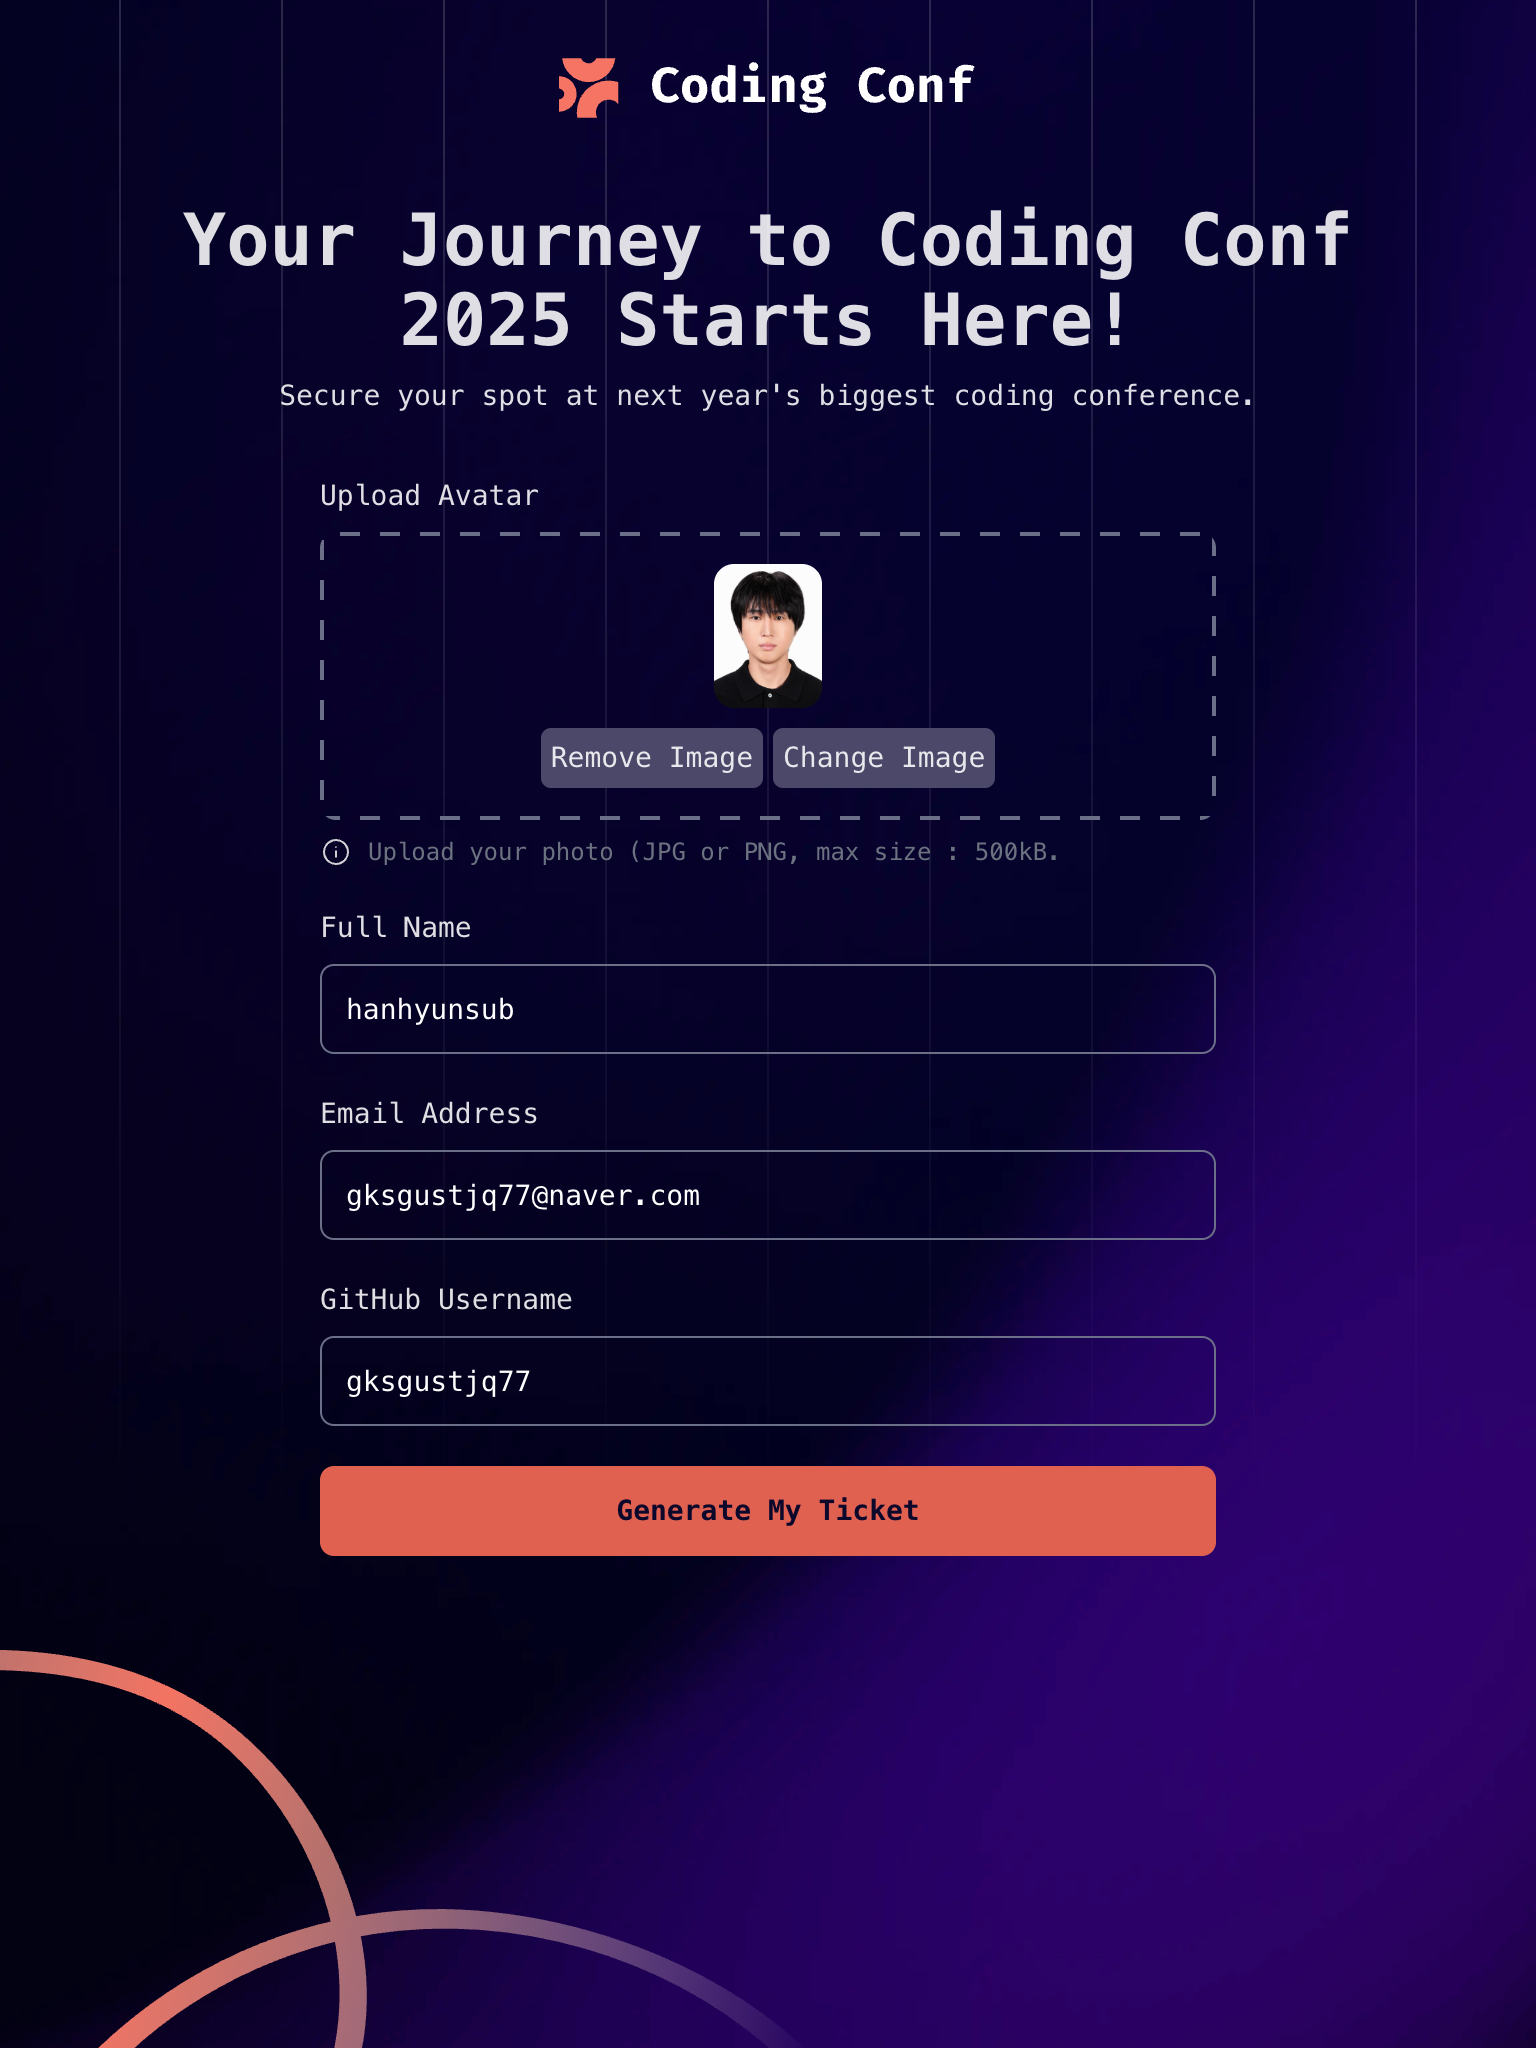 Coding Conf
Your Journey to Coding Conf
2025 Starts Here!
Secure your spot at next year's biggest coding conference.
Upload Avatar
Remove Image Change Image
Upload your photo (JPG or PNG, max size : 500kB.
Full Name
hanhyunsub
Email Address
gksgustjq77@naver.com
GitHub Username
gksgustjq77
Generate My Ticket